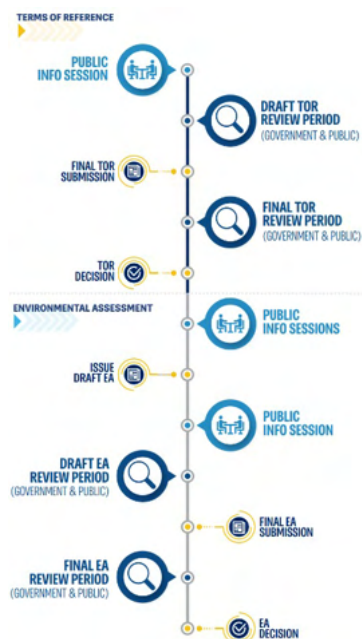 TERMS OF REFERENCE
PUBLIC
INFO SESSION
DRAFT TOR
REVIEW PERIOD
(GOVERNMENT & PUBLIC)
FINAL TOR
SUBMISSION
FINAL TOR
REVIEW PERIOD
(GOVERNMENT & PUBLIC)
TOR
DECISION
ENVIRONMENTAL ASSESSMENT
PUBLIC
INFO SESSIONS
ISSUE
DRAFT EA
PUBLIC
INFO SESSION
DRAFT EA
REVIEW PERIOD
(GOVERNMENT & PUBLIC)
FINAL EA
SUBMISSION
FINAL EA
REVIEW PERIOD
(GOVERNMENT & PUBLIC)
EA
DECISION